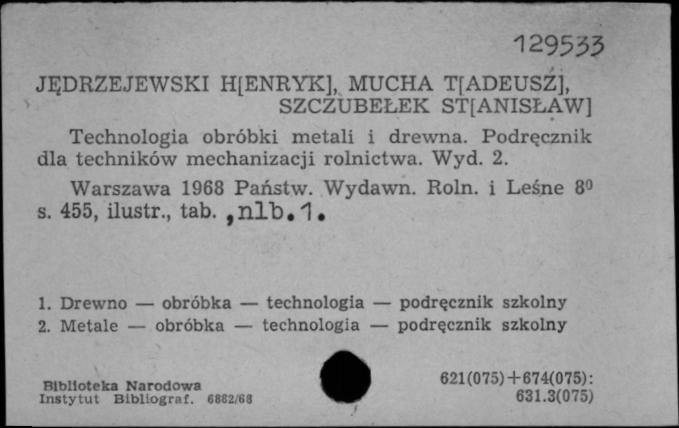 129533
JĘDRZEJEWSKI H[ENRYK], MUCHA T[ADEUSZ],
SZCZUBEŁEK ST[ANISŁAW]
Technologia obróbki metali i drewna. Podręcznik
dla techników mechanizacji rolnictwa. Wyd. 2.
Warszawa 1968 Państw. Wydawn. Roln. i Leśne 8⁰
s. 455, ilustr., tab. ,nlb.1.
1. Drewno — obróbka — technologia — podręcznik szkolny
2. Metale — obróbka — technologia — podręcznik szkolny
Biblioteka Narodowa
Instytut Bibliograf. 6882/68
621(075)+674(075):
631.3(075)